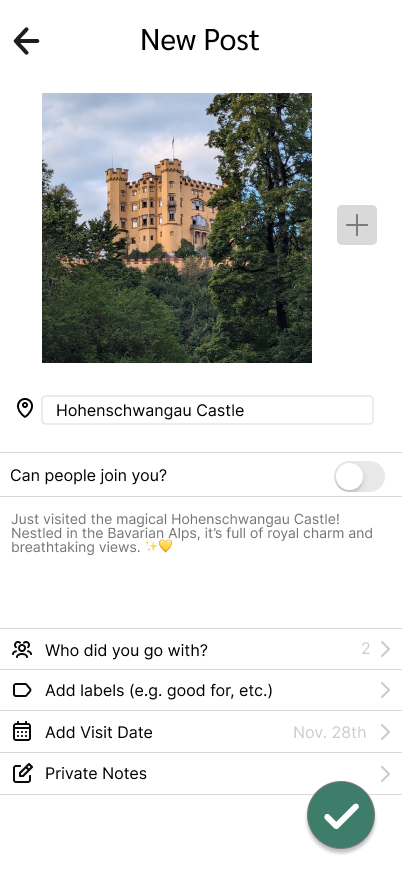 New Post
Hohenschwangau Castle
Can people join you?
Just visited the magical Hohenschwangau Castle!
Nestled in the Bavarian Alps, it’s full of royal charm and
breathtaking views. ✨💛
Who did you go with? 2
Add labels (e.g. good for, etc.)
Add Visit Date Nov. 28th
Private Notes